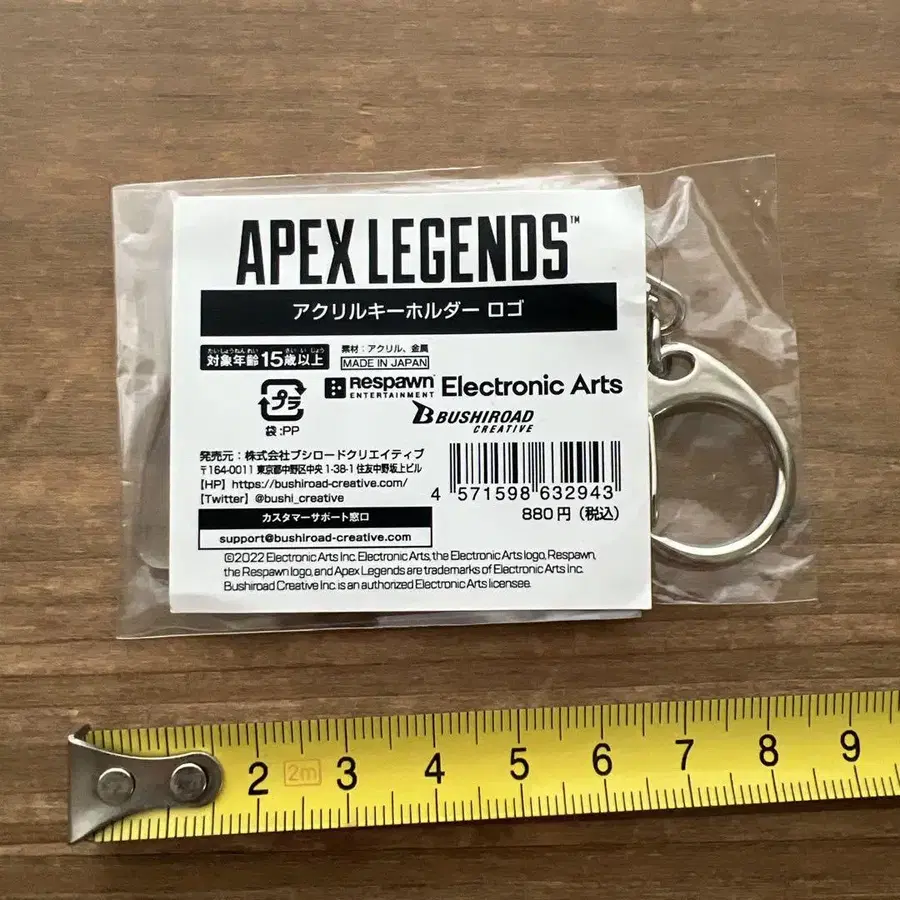 APEX LEGENDS™
アクリルキーホルダー ロゴ
たいしょうねんれい さい い じょう
対象年齢 15歳以上
素材：アクリル、金属
MADE IN JAPAN
プラ
袋:PP
Respawn
ENTERTAINMENT
Electronic Arts
BUSHIROAD
CREATIVE
発売元：株式会社ブシロードクリエイティブ
〒164-0011 東京都中野区中央 1-38-1 住友中野坂上ビル
【HP】https://bushiroad-creative.com/
【Twitter】@bushi_creative
カスタマーサポート窓口
support@bushiroad-creative.com
4 571598 632943
880円（税込）
©2022 Electronic Arts Inc. Electronic Arts, the Electronic Arts logo, Respawn,
the Respawn logo, and Apex Legends are trademarks of Electronic Arts Inc.
Bushiroad Creative Inc. is an authorized Electronic Arts licensee.
2 2m 3 4 5 6 7 8 9